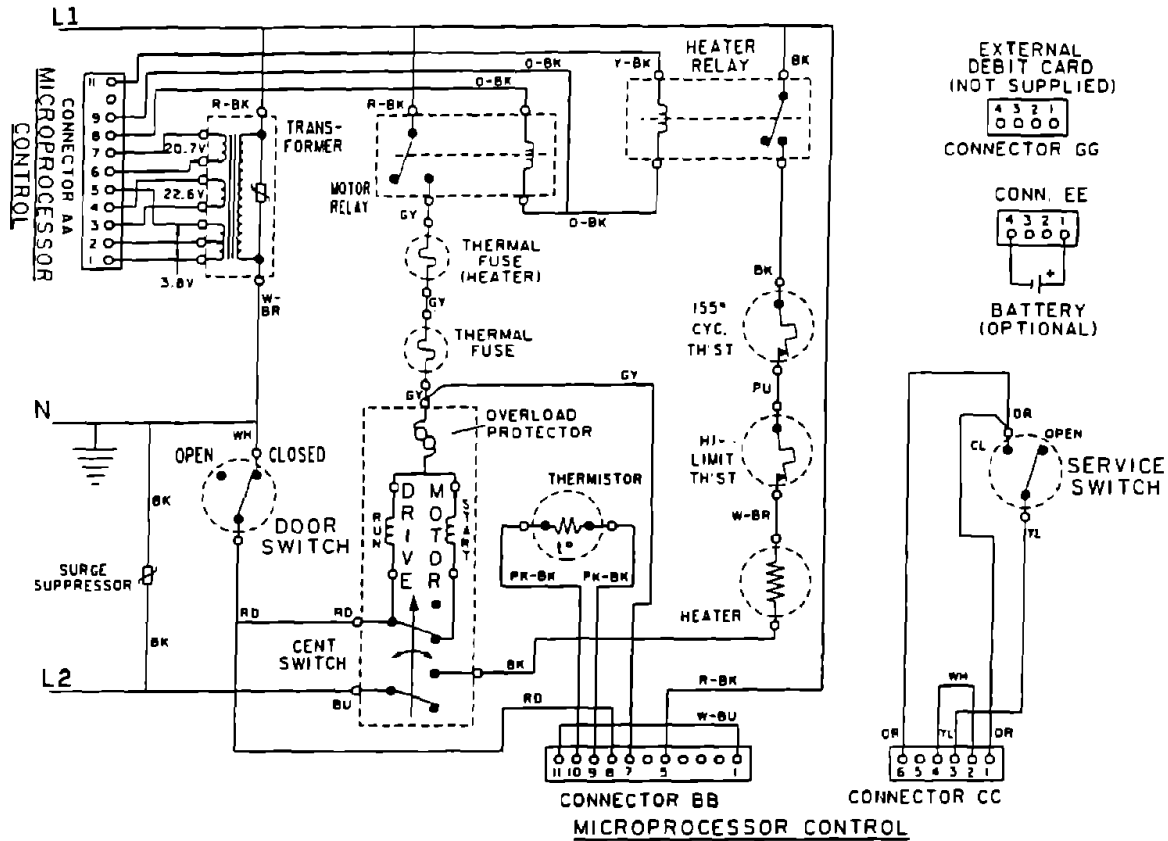 L1
MICROPROCESSOR
CONTROL
CONNECTOR AA
11
9
8
7
6
5
4
3
2
1
R-BK
20.7V
22.6V
3.8V
TRANS-
FORMER
W-
BR
R-BK
MOTOR
RELAY
O-BK
O-BK
O-BK
Y-BK
HEATER
RELAY
BK
GY
THERMAL
FUSE
(HEATER)
GY
THERMAL
FUSE
GY
GY
OVERLOAD
PROTECTOR
BK
155°
CYC.
TH'ST
PU
HI-
LIMIT
TH'ST
W-BR
HEATER
EXTERNAL
DEBIT CARD
(NOT SUPPLIED)
4 3 2 1
CONNECTOR GG
CONN. EE
4 3 2 1
+
BATTERY
(OPTIONAL)
N
WH
OPEN
CLOSED
DOOR
SWITCH
BK
SURGE
SUPPRESSOR
BK
DRIVE
MOTOR
RUN
START
THERMISTOR
t°
PK-BK
PK-BK
RD
RD
CENT
SWITCH
BK
L2
BU
RD
R-BK
W-BU
11 10 9 8 7 5 1
CONNECTOR BB
MICROPROCESSOR CONTROL
OR
CL
OPEN
SERVICE
SWITCH
YL
WH
OR
YL
OR
6 5 4 3 2 1
CONNECTOR CC